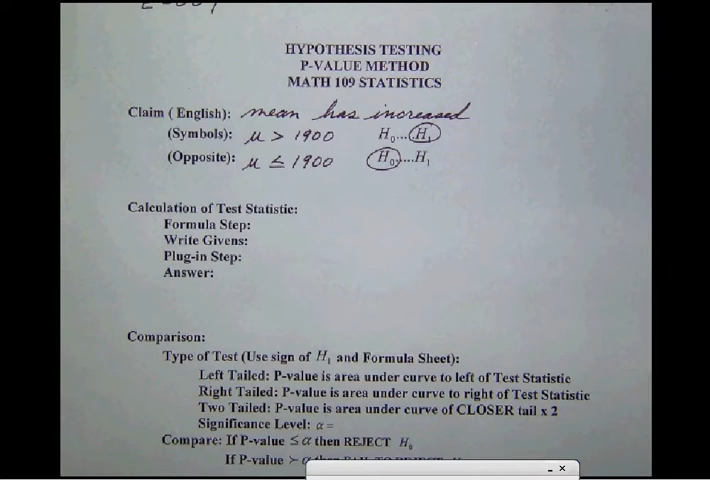 HYPOTHESIS TESTING
P-VALUE METHOD
MATH 109 STATISTICS
Claim ( English): mean has increased
(Symbols): μ > 1900 H₀...H₁
(Opposite): μ ≤ 1900 H₀...H₁
Calculation of Test Statistic:
Formula Step:
Write Givens:
Plug-in Step:
Answer:
Comparison:
Type of Test (Use sign of H₁ and Formula Sheet):
Left Tailed: P-value is area under curve to left of Test Statistic
Right Tailed: P-value is area under curve to right of Test Statistic
Two Tailed: P-value is area under curve of CLOSER tail x 2
Significance Level: α =
Compare: If P-value ≤ α then REJECT H₀
If P-value > α